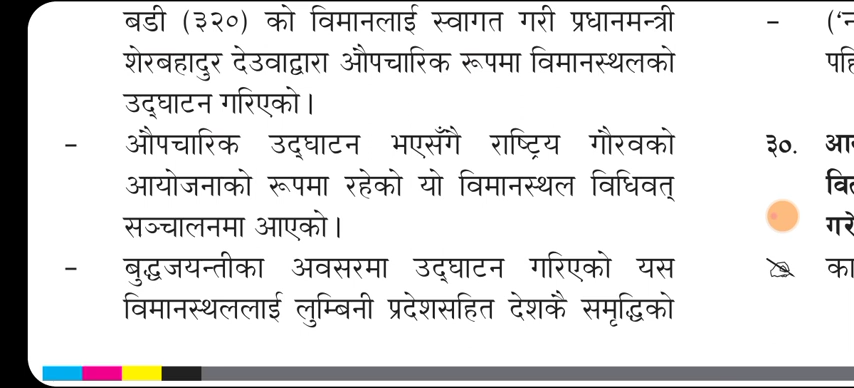 बडी (३२०) को विमानलाई स्वागत गरी प्रधानमन्त्री
शेरबहादुर देउवाद्वारा औपचारिक रूपमा विमानस्थलको
उद्घाटन गरिएको।
- औपचारिक उद्घाटन भएसँगै राष्ट्रिय गौरवको
आयोजनाको रूपमा रहेको यो विमानस्थल विधिवत्
सञ्चालनमा आएको।
- बुद्धजयन्तीका अवसरमा उद्घाटन गरिएको यस
विमानस्थललाई लुम्बिनी प्रदेशसहित देशकै समृद्धिको
-
३०.
गरे
का